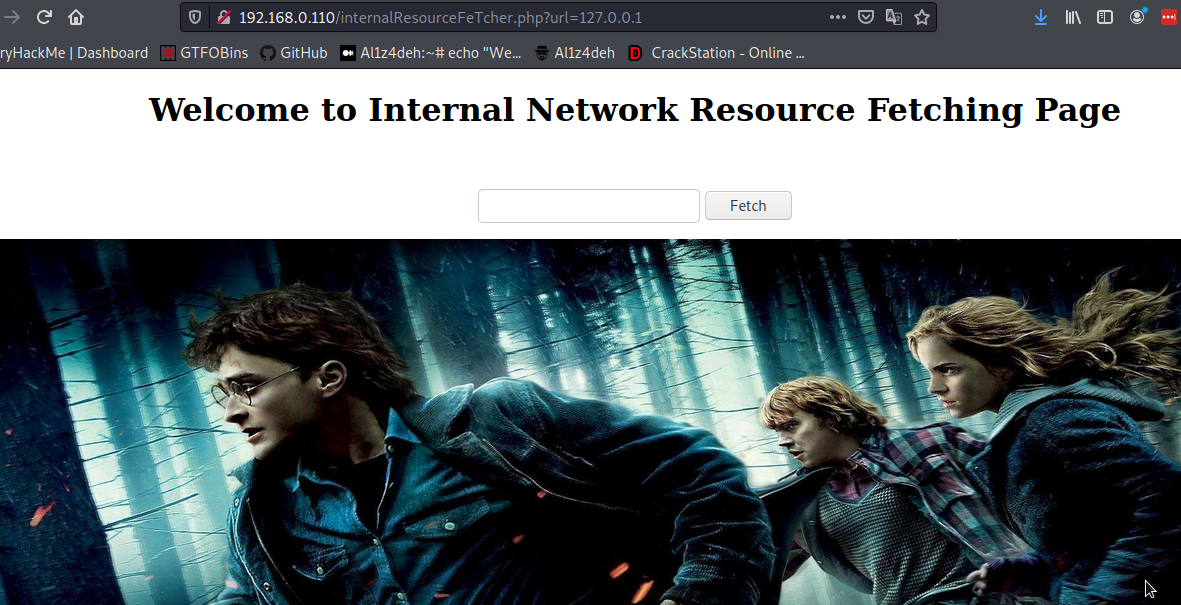 192.168.0.110/internalResourceFeTcher.php?url=127.0.0.1
ryHackMe | Dashboard GTFOBins GitHub Al1z4deh:~# echo "We... Al1z4deh CrackStation - Online ...
Welcome to Internal Network Resource Fetching Page
Fetch